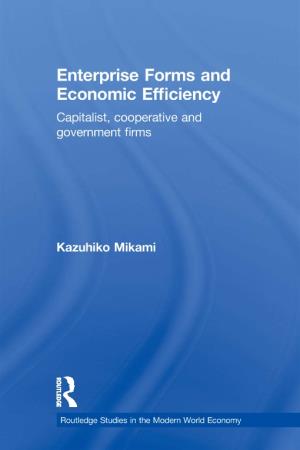 Enterprise Forms and
Economic Efficiency
Capitalist, cooperative and
government firms
Kazuhiko Mikami
ROUTLEDGE
Routledge Studies in the Modern World Economy